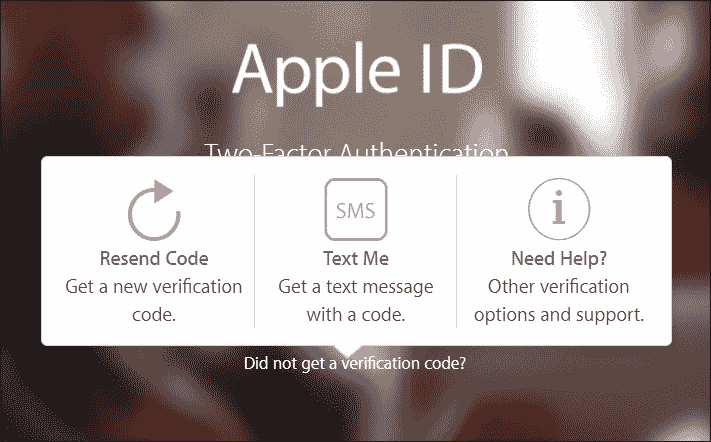 Apple ID
Two-Factor Authentication
SMS
Resend Code
Get a new verification
code.
Text Me
Get a text message
with a code.
Need Help?
Other verification
options and support.
Did not get a verification code?